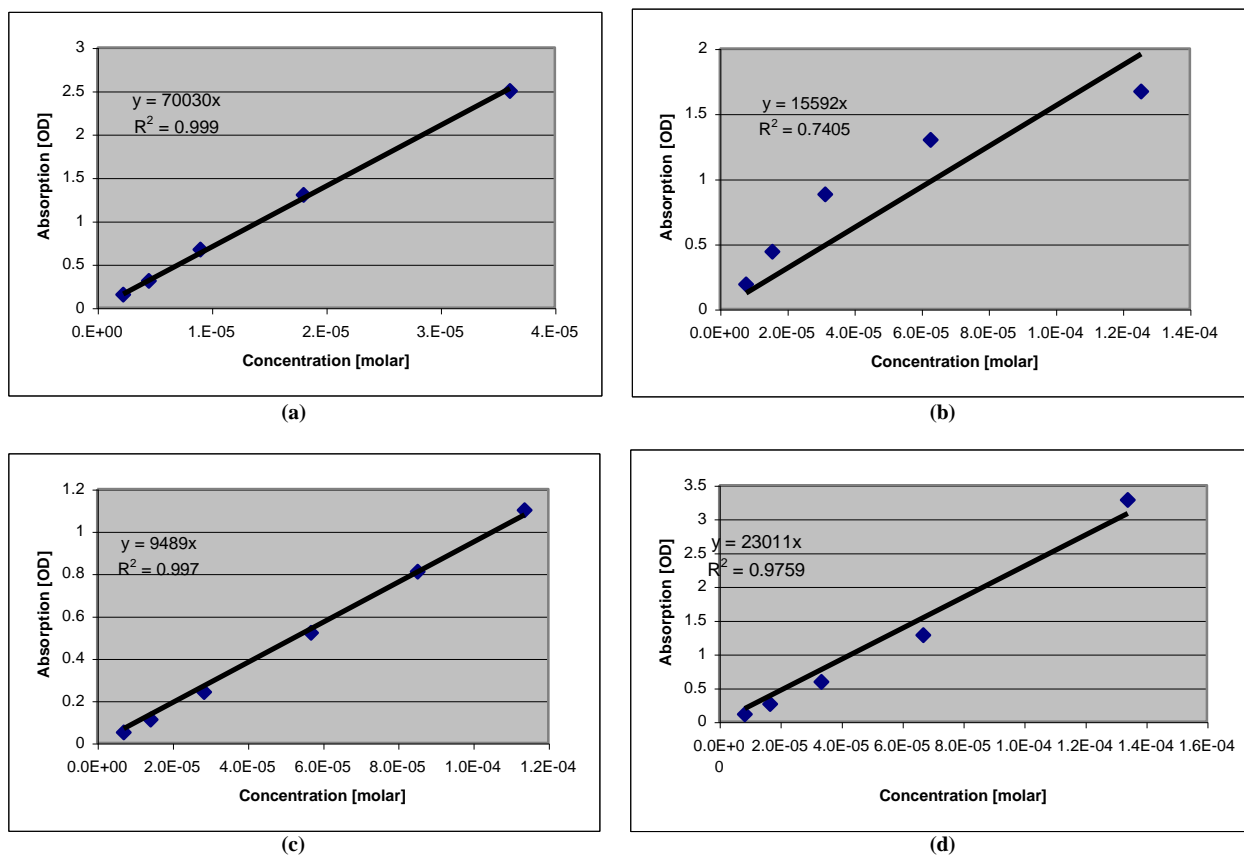 3
2.5
2
1.5
1
0.5
0
y = 70030x
R² = 0.999
Absorption [OD]
0.0E+00 1.0E-05 2.0E-05 3.0E-05 4.0E-05
Concentration [molar]
(a)
2
1.5
1
0.5
0
y = 15592x
R² = 0.7405
Absorption [OD]
0.0E+00 2.0E-05 4.0E-05 6.0E-05 8.0E-05 1.0E-04 1.2E-04 1.4E-04
Concentration [molar]
(b)
1.2
1
0.8
0.6
0.4
0.2
0
y = 9489x
R² = 0.997
Absorption [OD]
0.0E+00 2.0E-05 4.0E-05 6.0E-05 8.0E-05 1.0E-04 1.2E-04
Concentration [molar]
(c)
3.5
3
2.5
2
1.5
1
0.5
0
y = 23011x
R² = 0.9759
Absorption [OD]
0.0E+0 2.0E-05 4.0E-05 6.0E-05 8.0E-05 1.0E-04 1.2E-04 1.4E-04 1.6E-04
0
Concentration [molar]
(d)